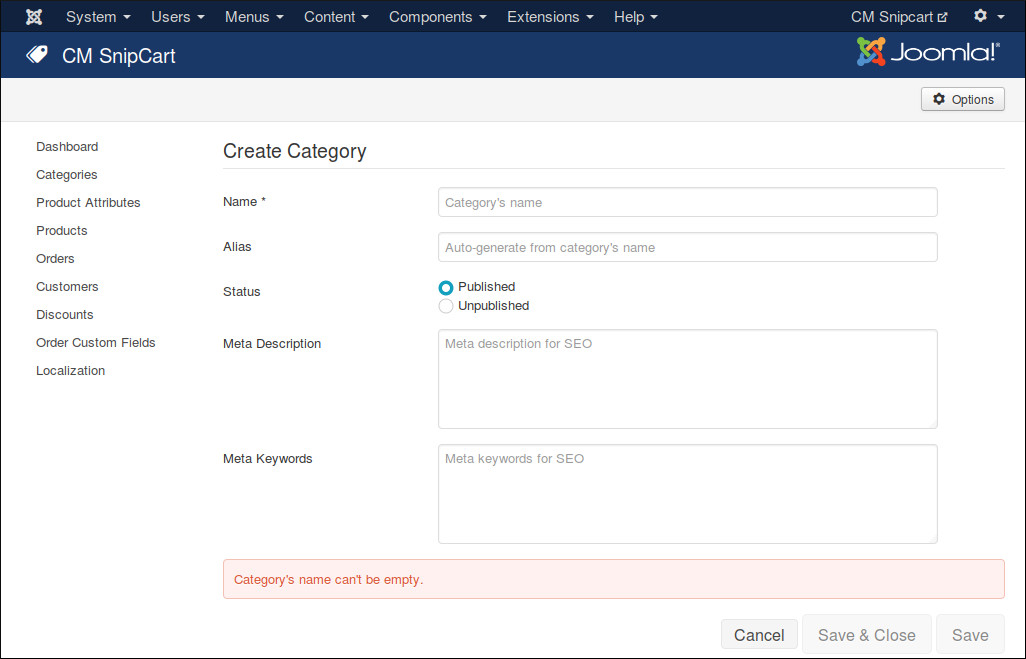 System Users Menus Content Components Extensions Help CM Snipcart
CM SnipCart Joomla!®
Options
Dashboard
Categories
Product Attributes
Products
Orders
Customers
Discounts
Order Custom Fields
Localization
Create Category
Name * Category's name
Alias Auto-generate from category's name
Status Published
Unpublished
Meta Description Meta description for SEO
Meta Keywords Meta keywords for SEO
Category's name can't be empty.
Cancel Save & Close Save